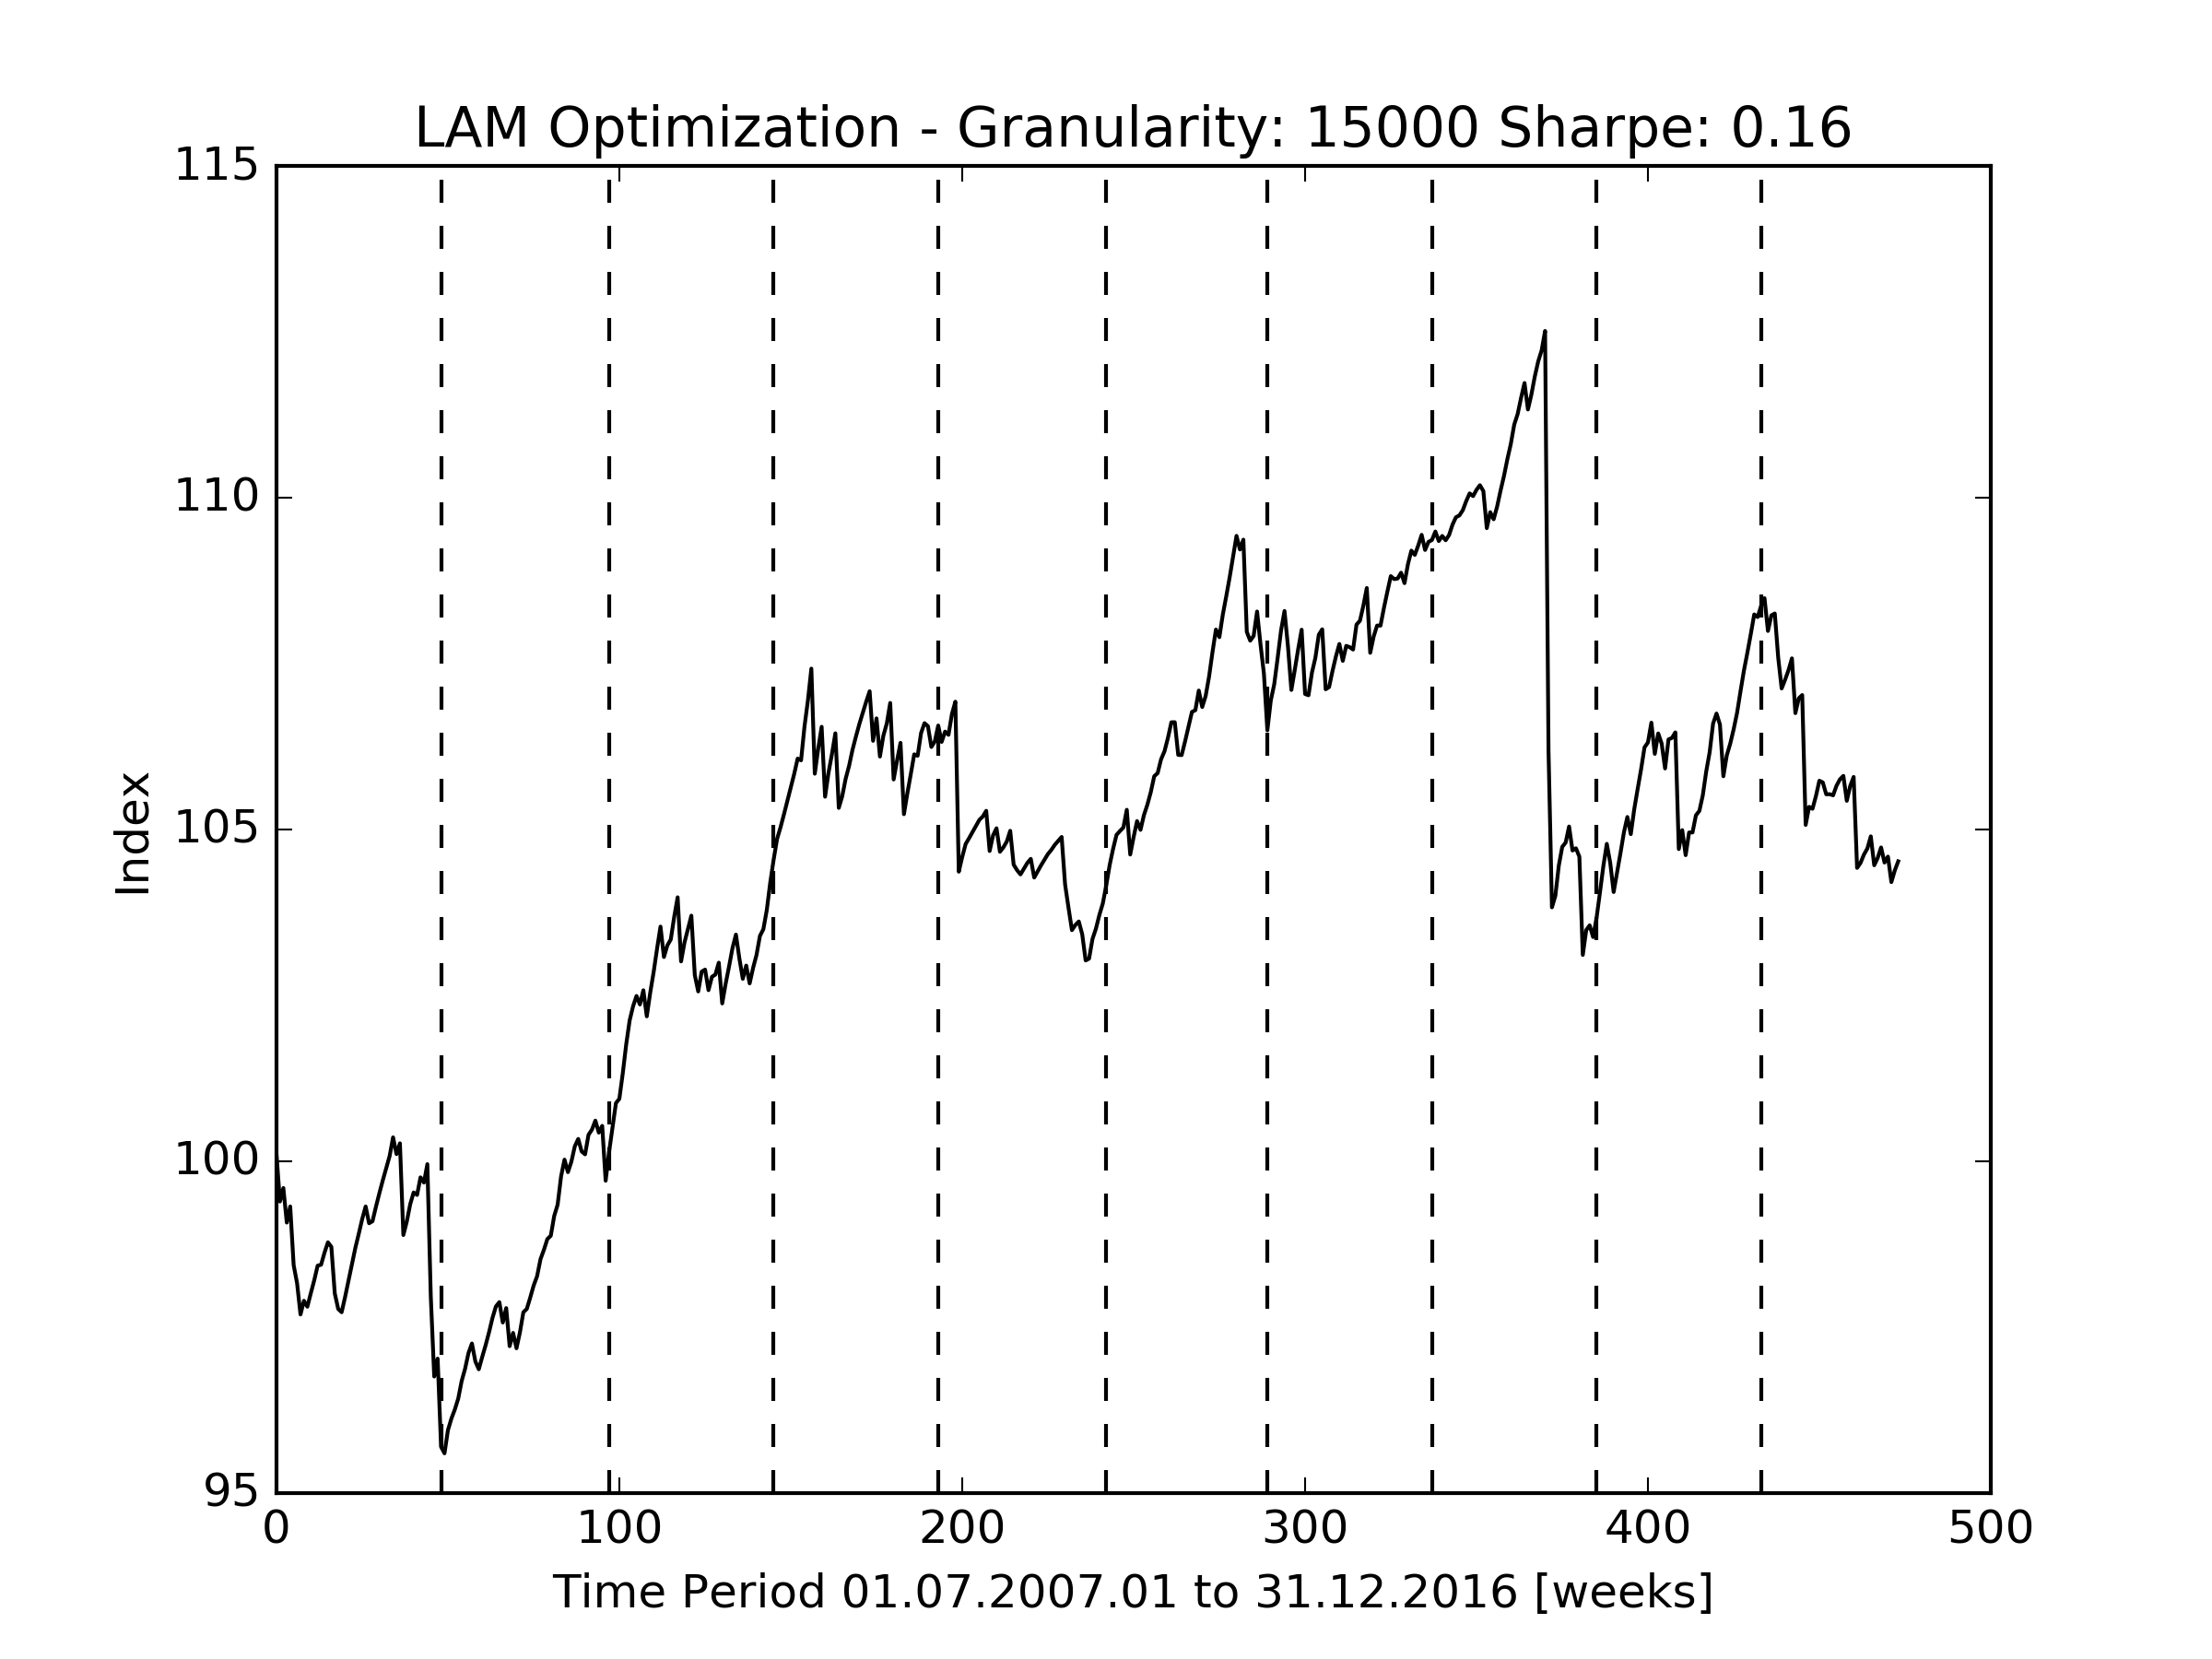 LAM Optimization - Granularity: 15000 Sharpe: 0.16
115
110
105
100
95
Index
0 100 200 300 400 500
Time Period 01.07.2007.01 to 31.12.2016 [weeks]